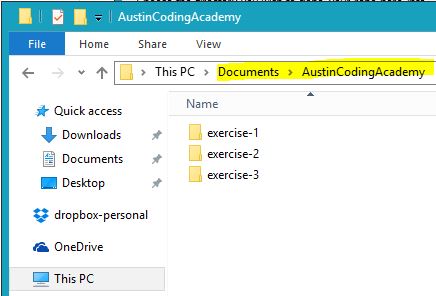 AustinCodingAcademy
File Home Share View
This PC > Documents > AustinCodingAcademy
Name
Quick access
Downloads
Documents
Desktop
dropbox-personal
OneDrive
This PC
exercise-1
exercise-2
exercise-3